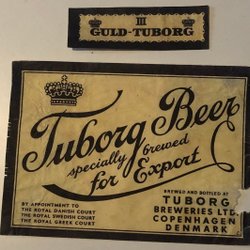 III
GULD-TUBORG
Tuborg Beer
specially brewed
for Export
BY APPOINTMENT TO
THE ROYAL DANISH COURT
THE ROYAL SWEDISH COURT
THE ROYAL GREEK COURT
BREWED AND BOTTLED AT
TUBORG
BREWERIES LTD
COPENHAGEN
DENMARK